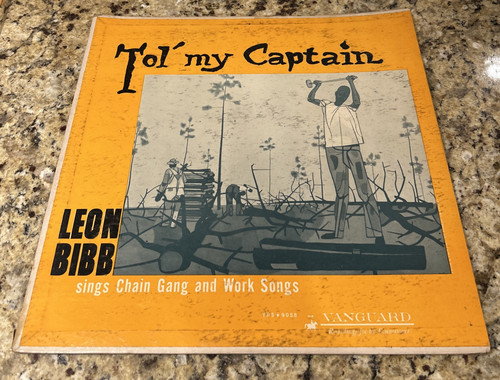 Tol' my Captain
LEON
BIBB
sings Chain Gang and Work Songs
VANGUARD